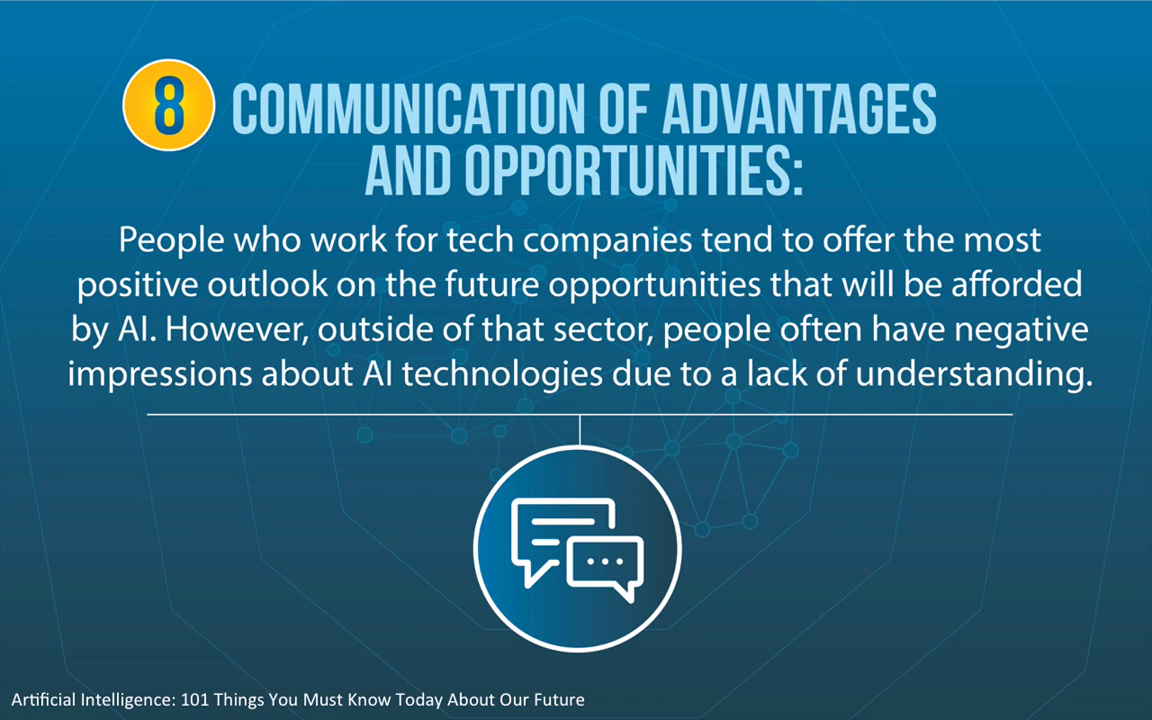 8 COMMUNICATION OF ADVANTAGES
AND OPPORTUNITIES:
People who work for tech companies tend to offer the most
positive outlook on the future opportunities that will be afforded
by AI. However, outside of that sector, people often have negative
impressions about AI technologies due to a lack of understanding.
Artificial Intelligence: 101 Things You Must Know Today About Our Future